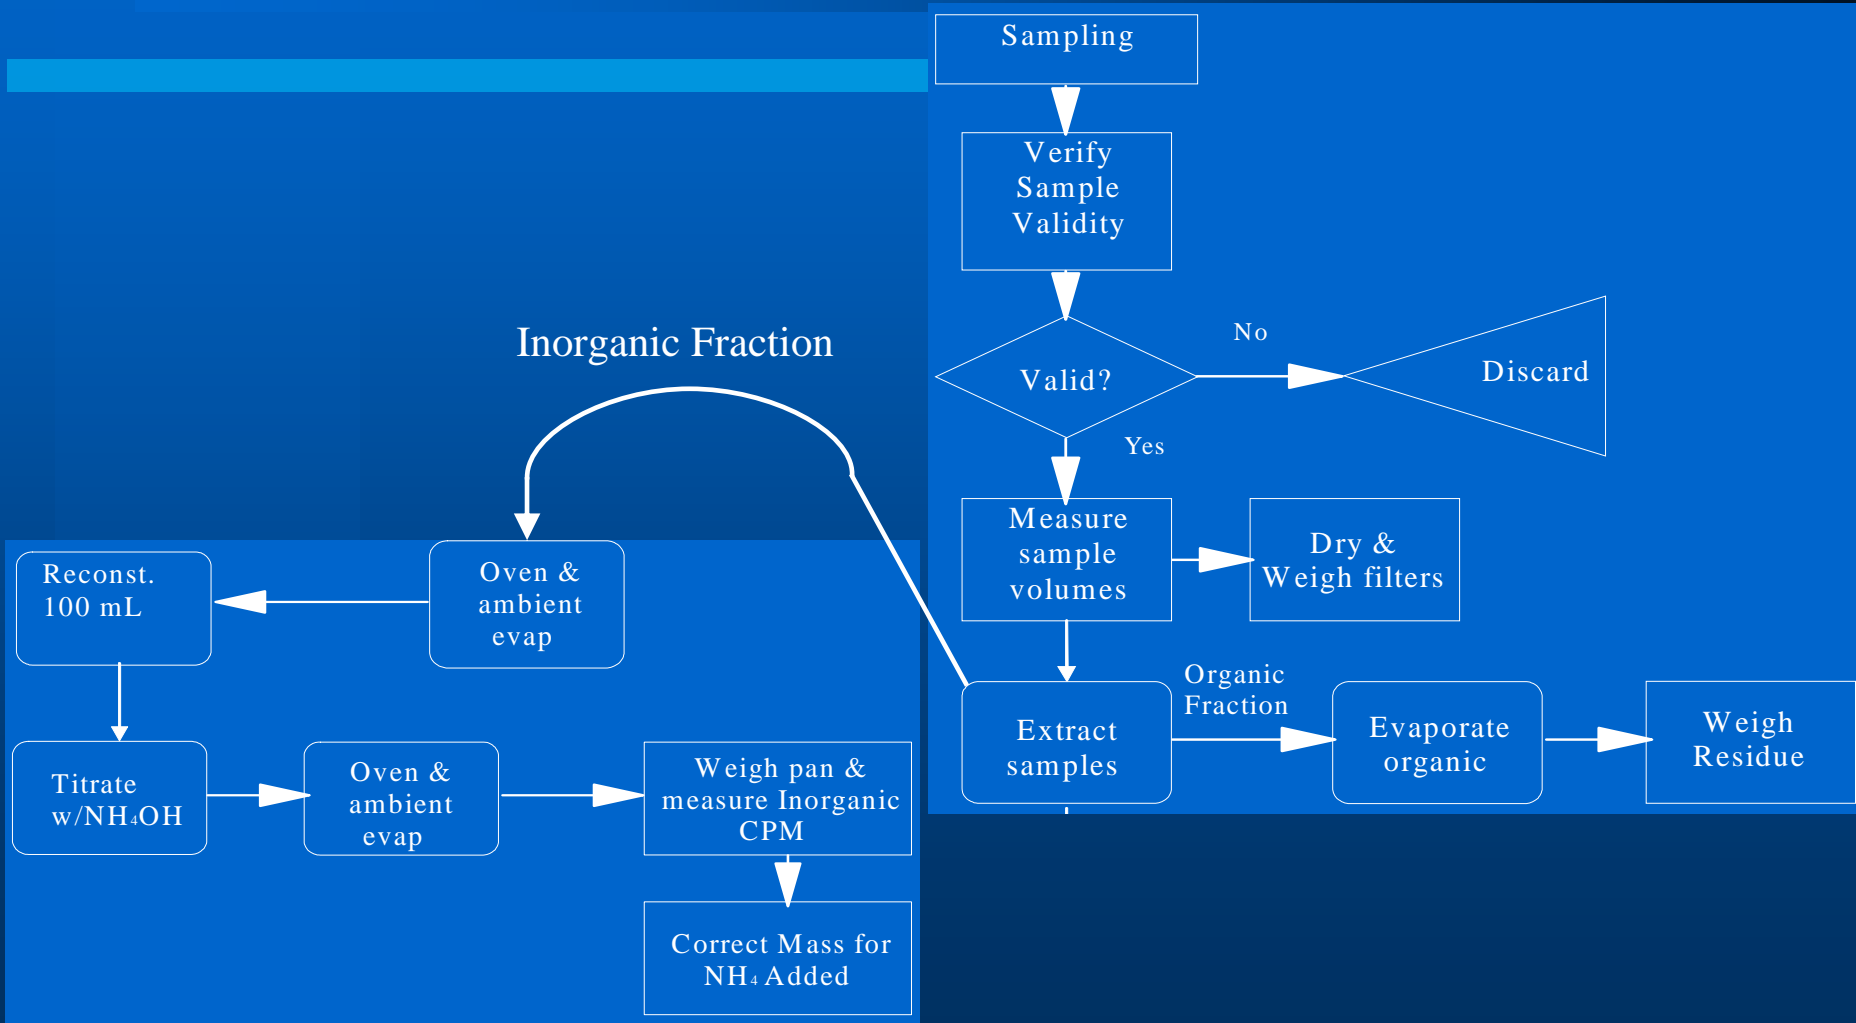 Sampling
Verify
Sample
Validity
Valid?
No
Discard
Yes
Measure
sample
volumes
Dry &
Weigh filters
Extract
samples
Organic
Fraction
Evaporate
organic
Weigh
Residue
Inorganic Fraction
Oven &
ambient
evap
Reconst.
100 mL
Titrate
w/NH₄OH
Oven &
ambient
evap
Weigh pan &
measure Inorganic
CPM
Correct Mass for
NH₄ Added